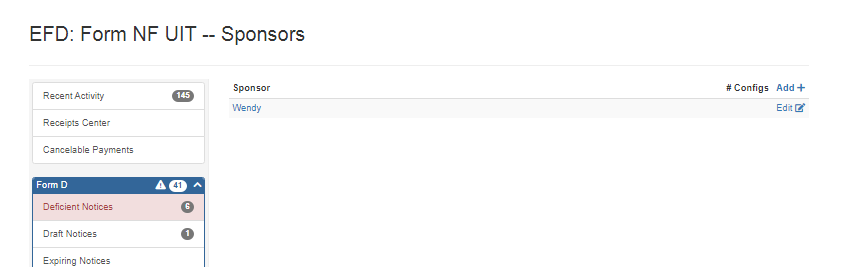 EFD: Form NF UIT -- Sponsors
Recent Activity 145
Receipts Center
Cancelable Payments
Form D 41
Deficient Notices 6
Draft Notices 1
Expiring Notices
Sponsor # Configs Add
Wendy Edit